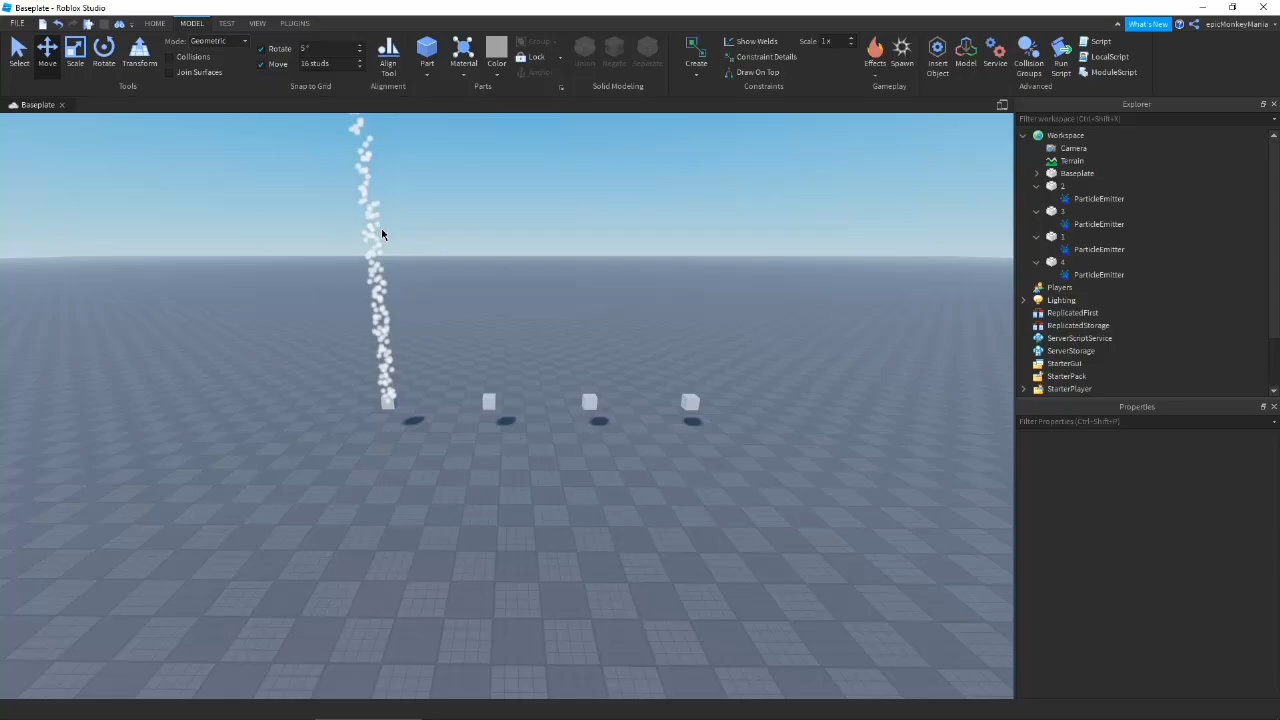 Baseplate - Roblox Studio
FILE HOME MODEL TEST VIEW PLUGINS What's New epicMonkeyMania
Mode: Geometric
Collisions
Join Surfaces
Select Move Scale Rotate Transform
Tools
Rotate 5 °
Move 16 studs
Snap to Grid
Align Tool
Alignment
Part Material Color
Group
Lock
Anchor
Parts
Union Negate Separate
Solid Modeling
Create
Show Welds
Constraint Details
Draw On Top
Scale 1x
Constraints
Effects Spawn
Gameplay
Insert Object Model Service Collision Groups Run Script
Script
LocalScript
ModuleScript
Advanced
Baseplate
Explorer
Filter workspace (Ctrl+Shift+X)
Workspace
Camera
Terrain
Baseplate
2
ParticleEmitter
3
ParticleEmitter
1
ParticleEmitter
4
ParticleEmitter
Players
Lighting
ReplicatedFirst
ReplicatedStorage
ServerScriptService
ServerStorage
StarterGui
StarterPack
StarterPlayer
Properties
Filter Properties (Ctrl+Shift+P)